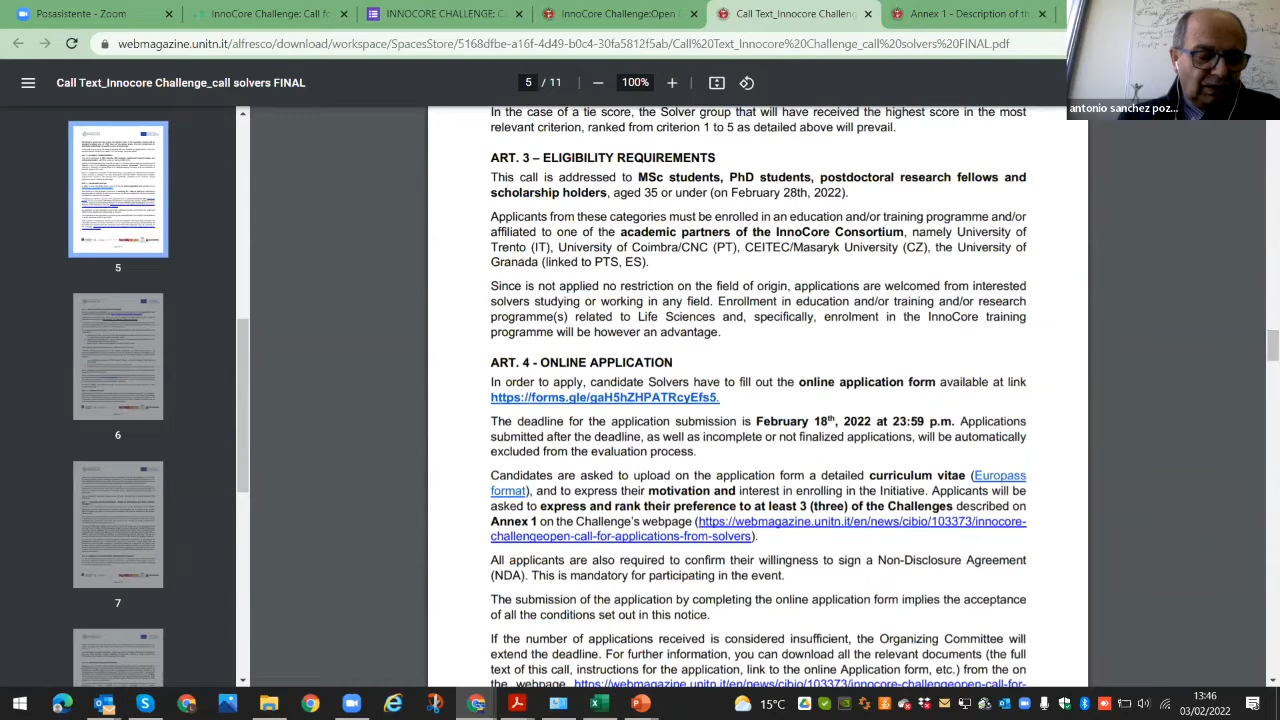 INNOCORE CHALLENGE:
InnoCore Challenge:Open
Call Text_Innocore Challeng
Annex 1 - Description of th
webmagazine.unitn.it/alfresco/download/workspace/SpacesStore/5168dfbe-a16f-4d49-b0c4-30fa5812f5ab/Call%20Text_Innocore%20Challenge_call%20solvers%20FINAL.pdf
antonio sanchez poz...
Call Text_Innocore Challenge_call solvers FINAL
5 / 11
100%
In the case of a tie score, the Solver group that will have received the highest score in the most
relevant criterion, ranked from criterion 1 to 5 as detailed above will prevail.
ART. 3 – ELEGIBILITY REQUIREMENTS
This call is addressed to MSc students, PhD students, postdoctoral research fellows and
scholarship holders aged 35 or under (on February 28th, 2022).
Applicants from these categories must be enrolled in an education and/or training programme and/or
affiliated to one of the academic partners of the InnoCore Consortium, namely University of
Trento (IT), University of Coimbra/CNC (PT), CEITEC/Masaryk University (CZ), the University of
Granada (linked to PTS, ES).
Since is not applied no restriction on the field of origin, applications are welcomed from interested
solvers studying or working in any field. Enrollment in education and/or training and/or research
programme(s) related to Life Sciences and, specifically, enrolment in the InnoCore training
programme will be however an advantage.
ART. 4 - ONLINE APPLICATION
In order to apply, candidate Solvers have to fill out the online application form available at link
https://forms.gle/gaH5hZHPATRcyEfs5.
The deadline for the application submission is February 18th, 2022 at 23:59 p.m. Applications
submitted after the deadline, as well as incomplete or not finalized applications, will be automatically
excluded from the evaluation process.
Candidates are asked to upload on the application form a detailed curriculum vitae (Europass
format), and to express their motivation and interest in enrolling in the Initiative. Applicants will be
asked to express and rank their preference to at least 3 (three) of the Challenges described on
Annex 1 on the Challenge's webpage (https://webmagazine.unitn.it/en/news/cibio/103373/innocore-
challengeopen-call-for-applications-from-solvers).
All applicants are also required to confirm their willingness to sign a Non-Disclosure Agreement
(NDA). This is mandatory for participating in the event.
The submission of the application by completing the online application form implies the acceptance
of all the conditions set out in this notice.
If the number of applications received is considered insufficient, the Organizing Committee will
extend the deadline. For further information, you can download all the relevant documents (the full
text of this call, instructions for the application, link to the online Application form, etc.) from the on
the webpage https://webmagazine.unitn.it/en/news/cibio/103373/innocore-challengeopen-call-for-
5
6
7
15°C
13:46
03/02/2022